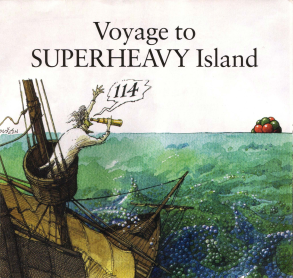 Voyage to
SUPERHEAVY Island
114